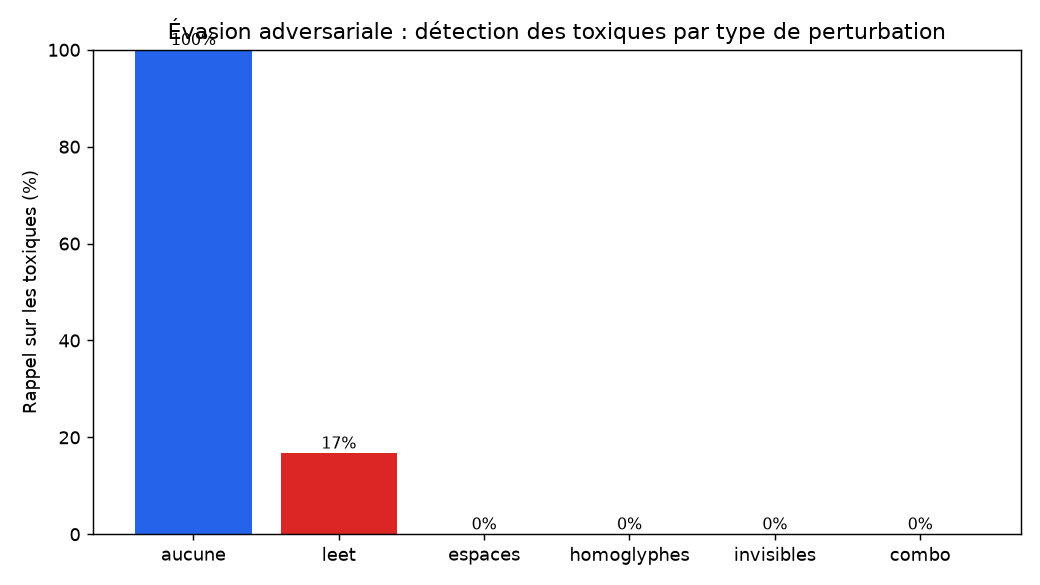 Évasion adversariale : détection des toxiques par type de perturbation
100%
100
80
60
40
20
0
Rappel sur les toxiques (%)
17%
0%
0%
0%
0%
aucune
leet
espaces
homoglyphes
invisibles
combo